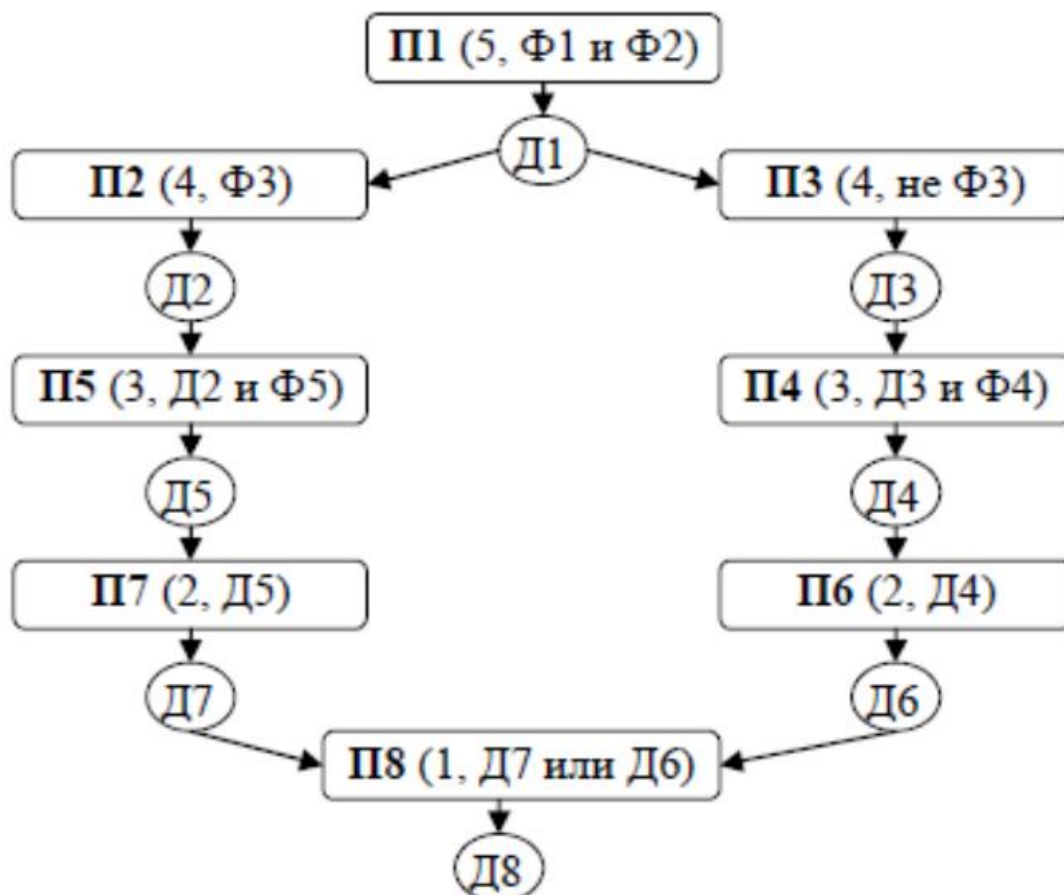 П1 (5, Ф1 и Ф2)
Д1
П2 (4, Ф3)
П3 (4, не Ф3)
Д2
Д3
П5 (3, Д2 и Ф5)
П4 (3, Д3 и Ф4)
Д5
Д4
П7 (2, Д5)
П6 (2, Д4)
Д7
Д6
П8 (1, Д7 или Д6)
Д8